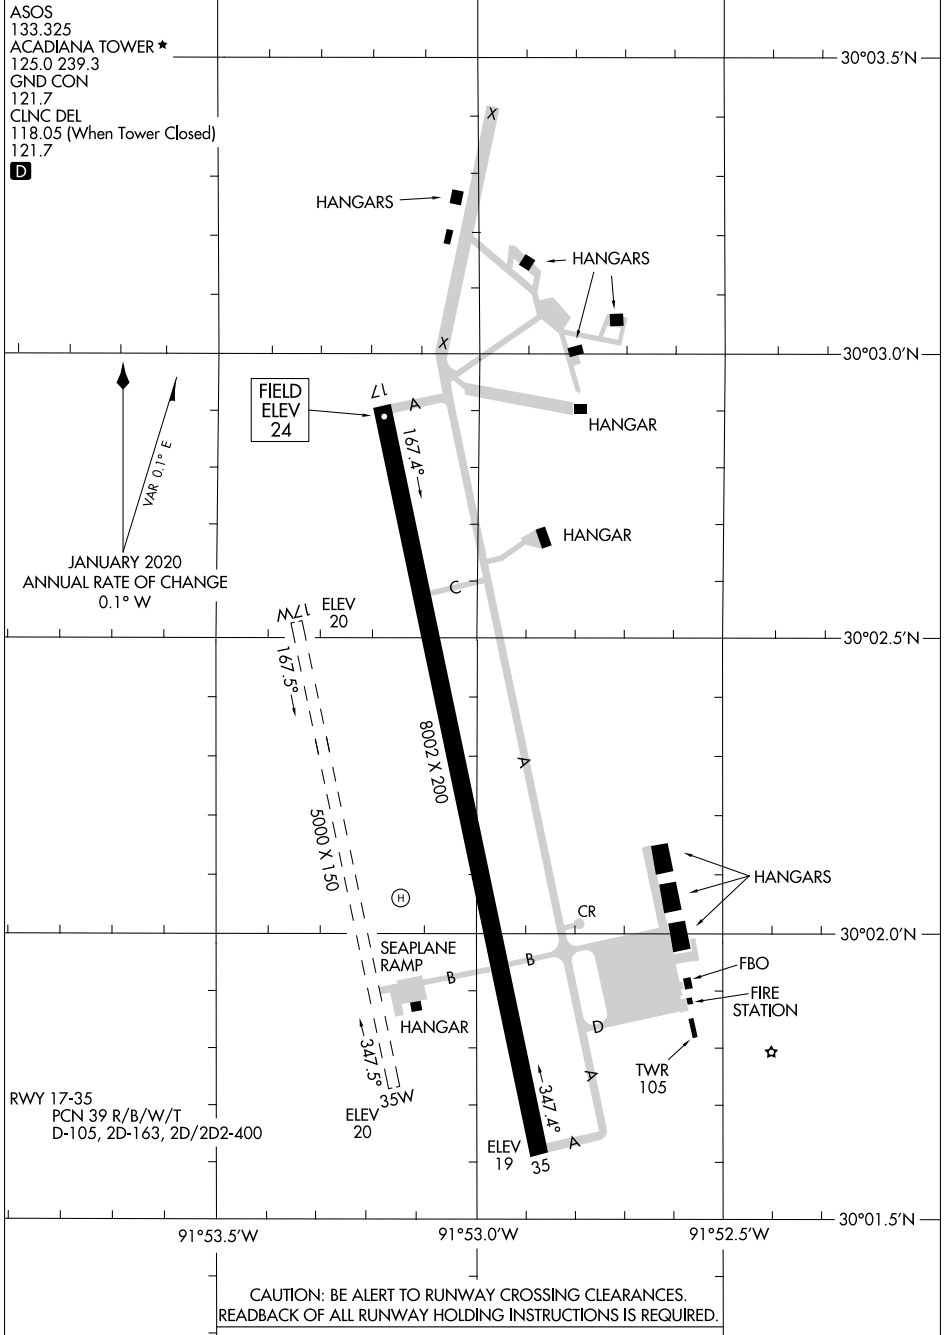 ASOS
133.325
ACADIANA TOWER ★
125.0 239.3
GND CON
121.7
CLNC DEL
118.05 (When Tower Closed)
121.7
D
30°03.5'N
X
HANGARS
HANGARS
X
30°03.0'N
FIELD
ELEV
24
17
A
167.4°
HANGAR
VAR 0.1° E
JANUARY 2020
ANNUAL RATE OF CHANGE
0.1° W
HANGAR
C
17W
ELEV
20
30°02.5'N
167.5°
8002 X 200
A
5000 X 150
H
HANGARS
CR
30°02.0'N
SEAPLANE
RAMP
B
B
FBO
FIRE
STATION
HANGAR
D
TWR
105
347.5°
A
35W
ELEV
20
347.4°
A
ELEV
19
35
RWY 17-35
PCN 39 R/B/W/T
D-105, 2D-163, 2D/2D2-400
30°01.5'N
91°53.5'W
91°53.0'W
91°52.5'W
CAUTION: BE ALERT TO RUNWAY CROSSING CLEARANCES.
READBACK OF ALL RUNWAY HOLDING INSTRUCTIONS IS REQUIRED.